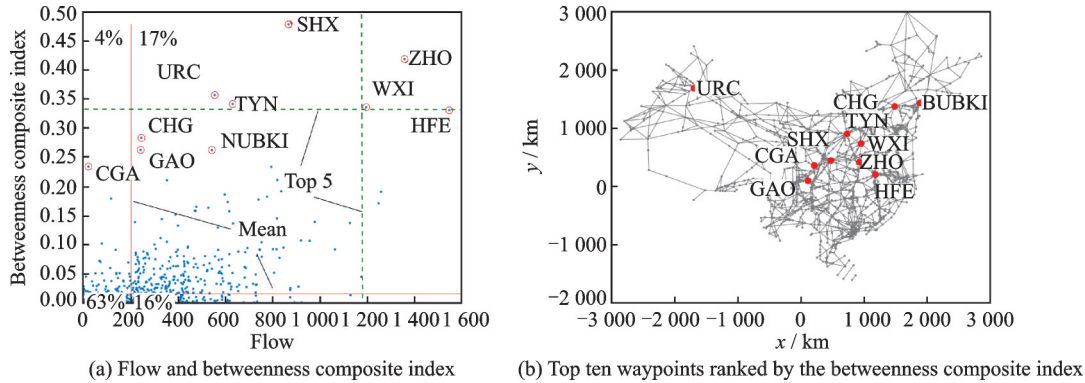 Betweenness composite index
0.50
0.45
0.40
0.35
0.30
0.25
0.20
0.15
0.10
0.05
0.00
4% 17%
SHX
ZHO
URC
WXI
TYN
HFE
CHG
NUBKI
GAO
CGA
Top 5
Mean
63% 16%
0 200 400 600 800 1 000 1 200 1 400 1 600
Flow
(a) Flow and betweenness composite index
y / km
3 000
2 000
1 000
0
−1 000
−2 000
URC
CHG
BUBKI
TYN
SHX
WXI
CGA
ZHO
GAO
HFE
−3 000 −2 000 −1 000 0 1 000 2 000 3 000
x / km
(b) Top ten waypoints ranked by the betweenness composite index